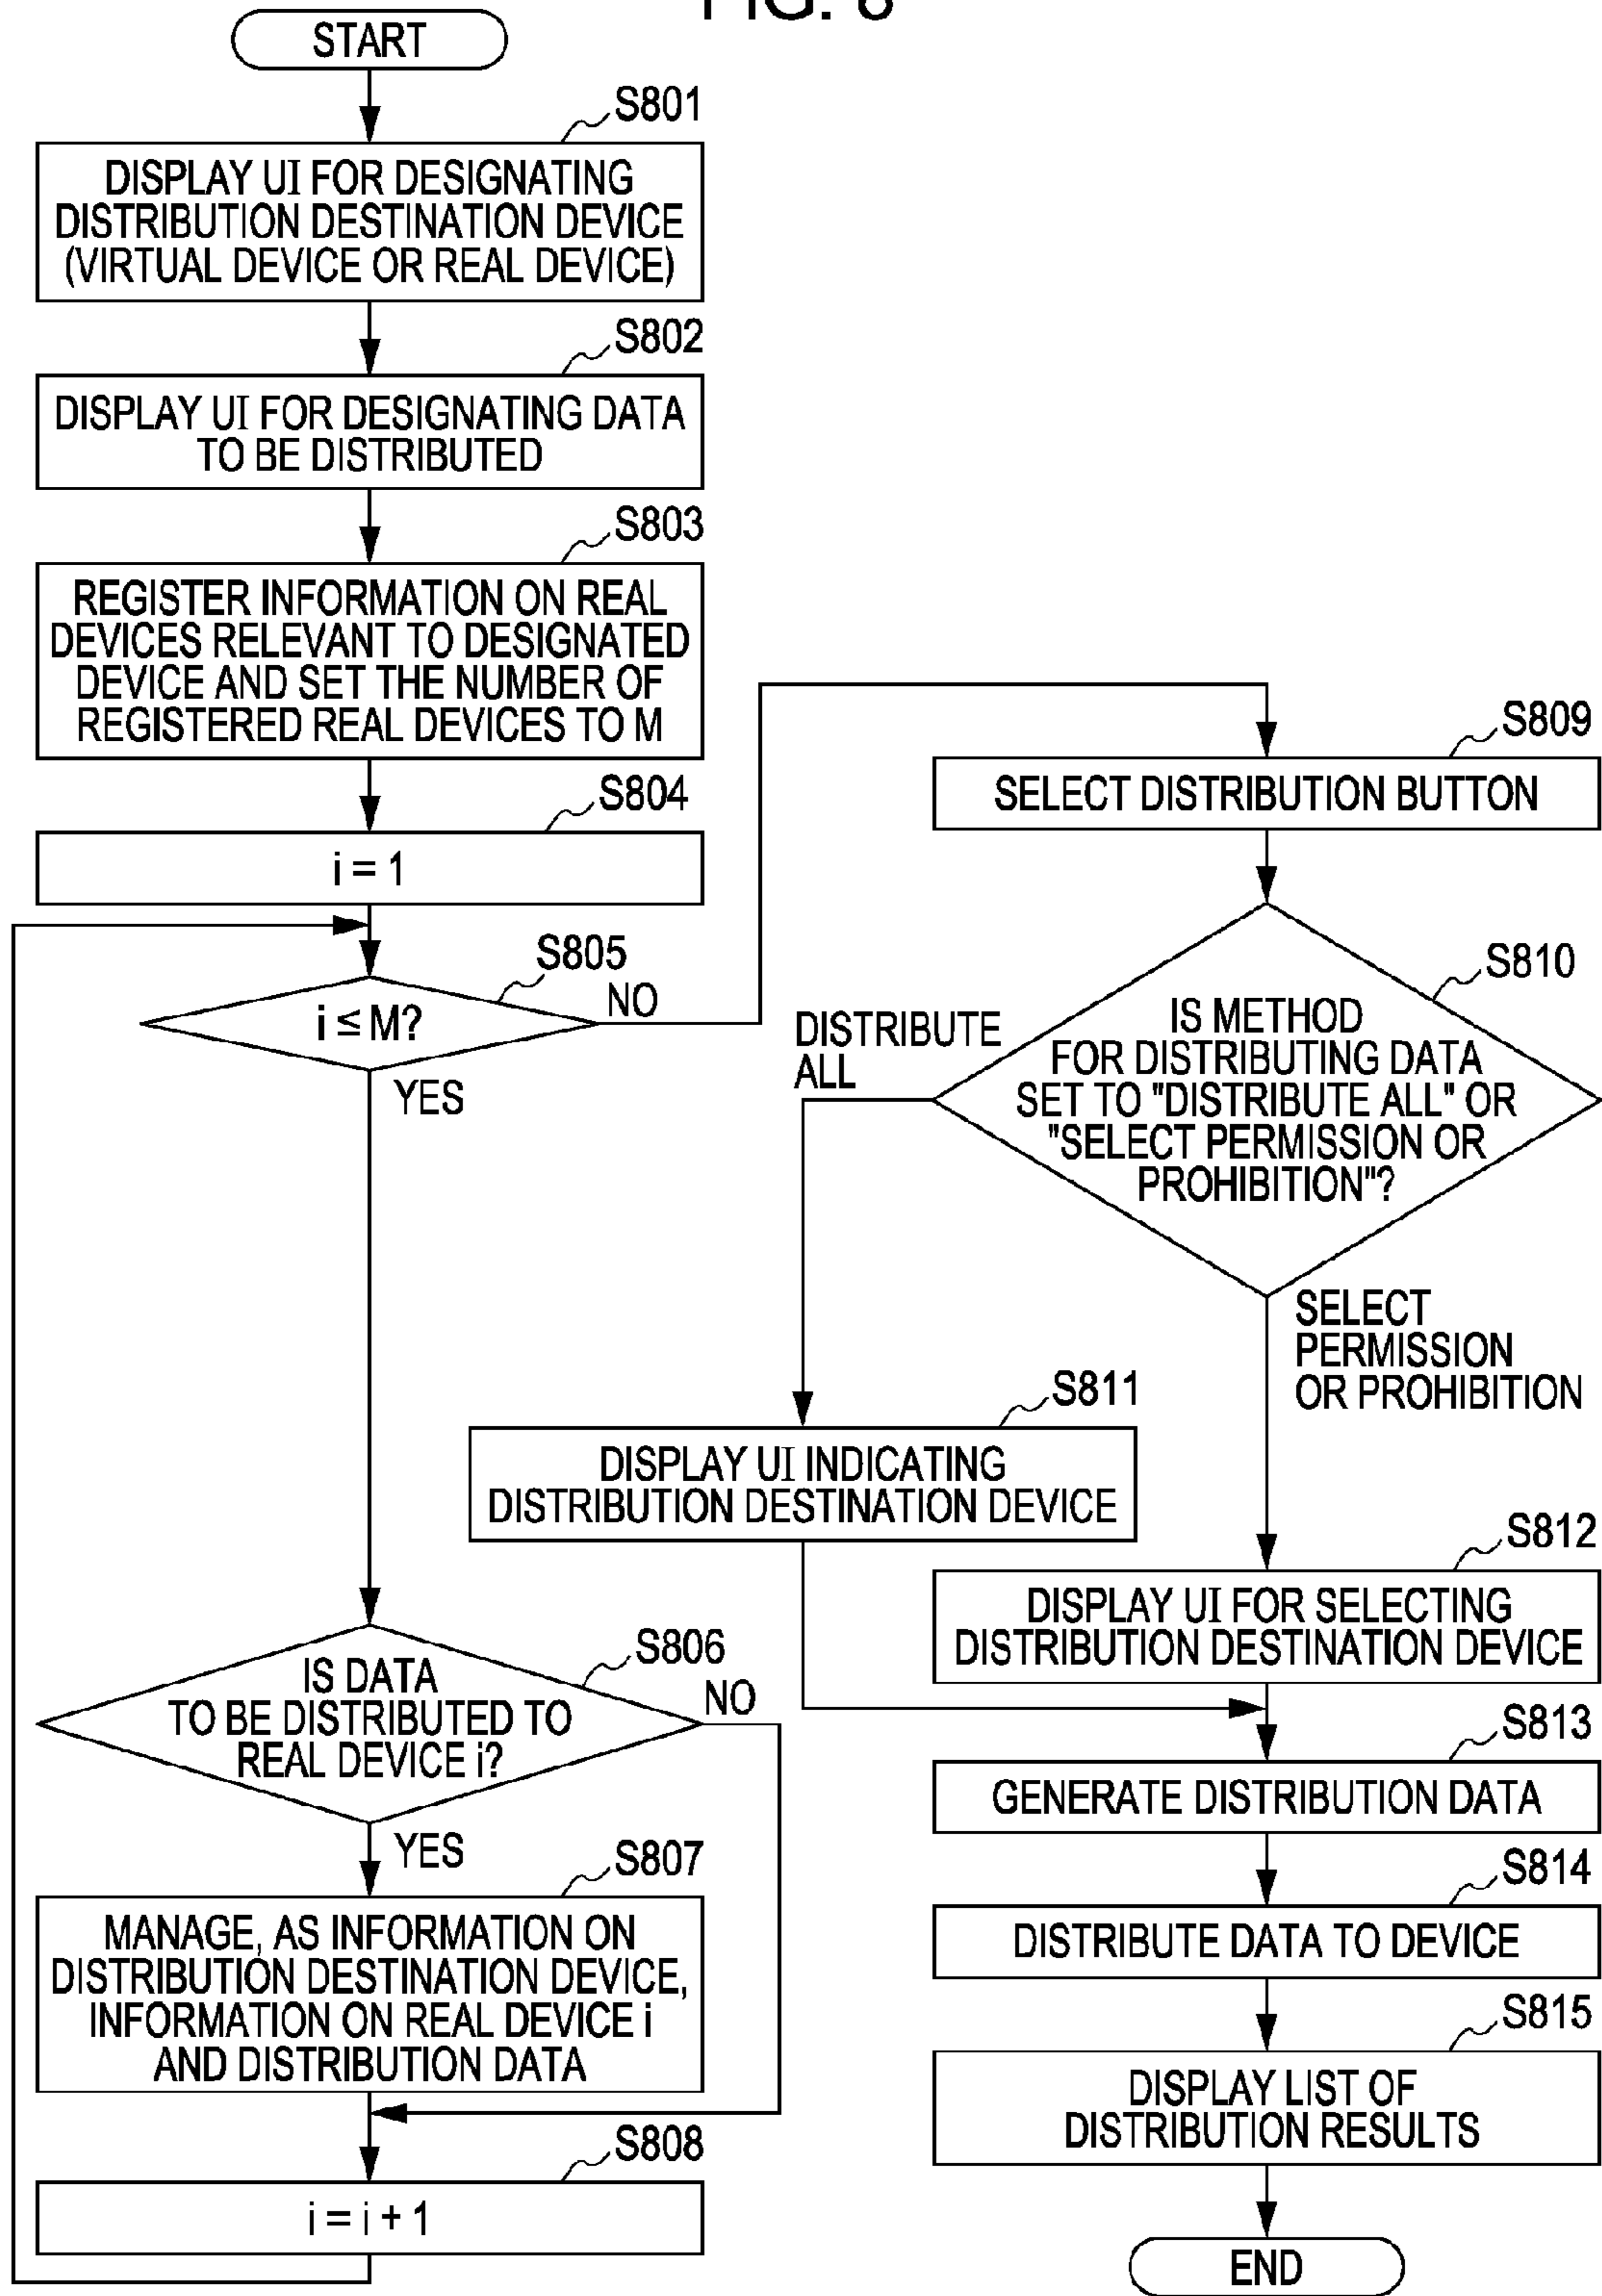 FIG. 8
START
S801
DISPLAY UI FOR DESIGNATING
DISTRIBUTION DESTINATION DEVICE
(VIRTUAL DEVICE OR REAL DEVICE)
S802
DISPLAY UI FOR DESIGNATING DATA
TO BE DISTRIBUTED
S803
REGISTER INFORMATION ON REAL
DEVICES RELEVANT TO DESIGNATED
DEVICE AND SET THE NUMBER OF
REGISTERED REAL DEVICES TO M
S804
i = 1
S805
i ≤ M?
NO
YES
S806
IS DATA
TO BE DISTRIBUTED TO
REAL DEVICE i?
NO
YES
S807
MANAGE, AS INFORMATION ON
DISTRIBUTION DESTINATION DEVICE,
INFORMATION ON REAL DEVICE i
AND DISTRIBUTION DATA
S808
i = i + 1
S809
SELECT DISTRIBUTION BUTTON
S810
IS METHOD
FOR DISTRIBUTING DATA
SET TO "DISTRIBUTE ALL" OR
"SELECT PERMISSION OR
PROHIBITION"?
DISTRIBUTE
ALL
SELECT
PERMISSION
OR PROHIBITION
S811
DISPLAY UI INDICATING
DISTRIBUTION DESTINATION DEVICE
S812
DISPLAY UI FOR SELECTING
DISTRIBUTION DESTINATION DEVICE
S813
GENERATE DISTRIBUTION DATA
S814
DISTRIBUTE DATA TO DEVICE
S815
DISPLAY LIST OF
DISTRIBUTION RESULTS
END